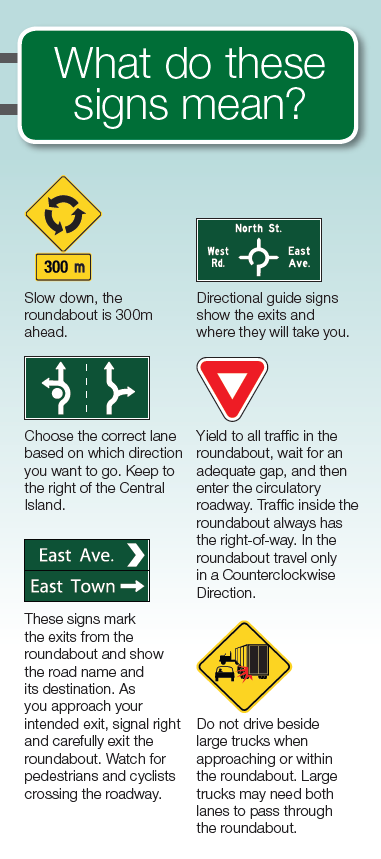 What do these
signs mean?
300 m
Slow down, the
roundabout is 300m
ahead.
North St.
West
Rd.
East
Ave.
Directional guide signs
show the exits and
where they will take you.
Choose the correct lane
based on which direction
you want to go. Keep to
the right of the Central
Island.
Yield to all traffic in the
roundabout, wait for an
adequate gap, and then
enter the circulatory
roadway. Traffic inside the
roundabout always has
the right-of-way. In the
roundabout travel only
in a Counterclockwise
Direction.
East Ave.
East Town
These signs mark
the exits from the
roundabout and show
the road name and
its destination. As
you approach your
intended exit, signal right
and carefully exit the
roundabout. Watch for
pedestrians and cyclists
crossing the roadway.
Do not drive beside
large trucks when
approaching or within
the roundabout. Large
trucks may need both
lanes to pass through
the roundabout.